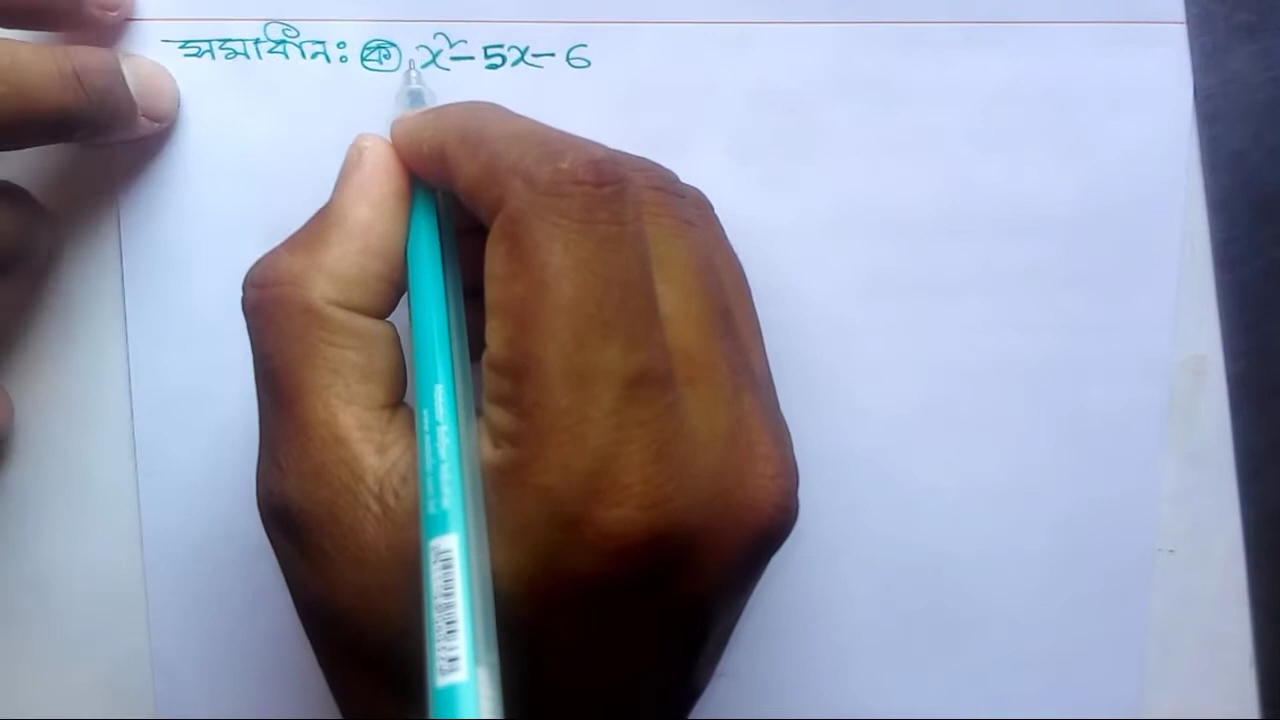 সমাধানঃ ক x² - 5x - 6